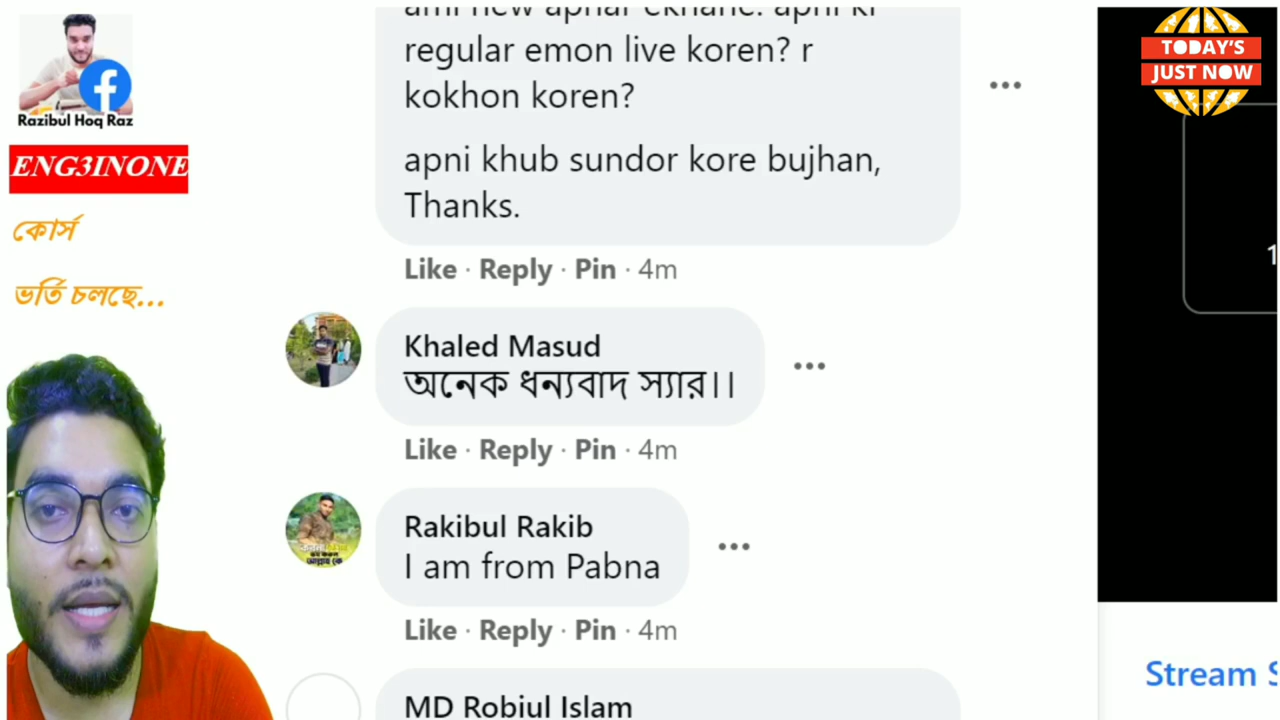 Razibul Hoq Raz
ENG3INONE
কোর্স
ভর্তি চলছে...
ami new apnar ekhane. apni ki
regular emon live koren? r
kokhon koren?
apni khub sundor kore bujhan,
Thanks.
Like · Reply · Pin · 4m
Khaled Masud
অনেক ধন্যবাদ স্যার।।
Like · Reply · Pin · 4m
Rakibul Rakib
I am from Pabna
Like · Reply · Pin · 4m
MD Robiul Islam
TODAY'S
JUST NOW
1
Stream S